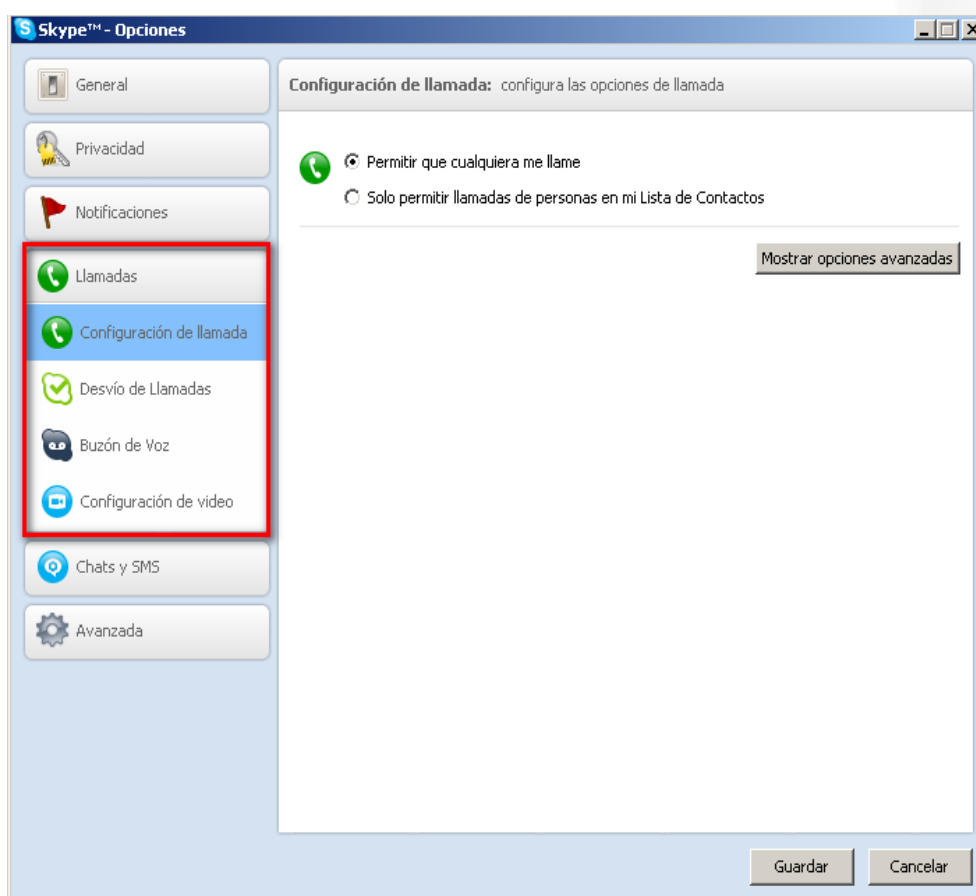 Skype™ - Opciones
General
Privacidad
Notificaciones
Llamadas
Configuración de llamada
Desvío de Llamadas
Buzón de Voz
Configuración de video
Chats y SMS
Avanzada
Configuración de llamada: configura las opciones de llamada
Permitir que cualquiera me llame
Solo permitir llamadas de personas en mi Lista de Contactos
Mostrar opciones avanzadas
Guardar
Cancelar